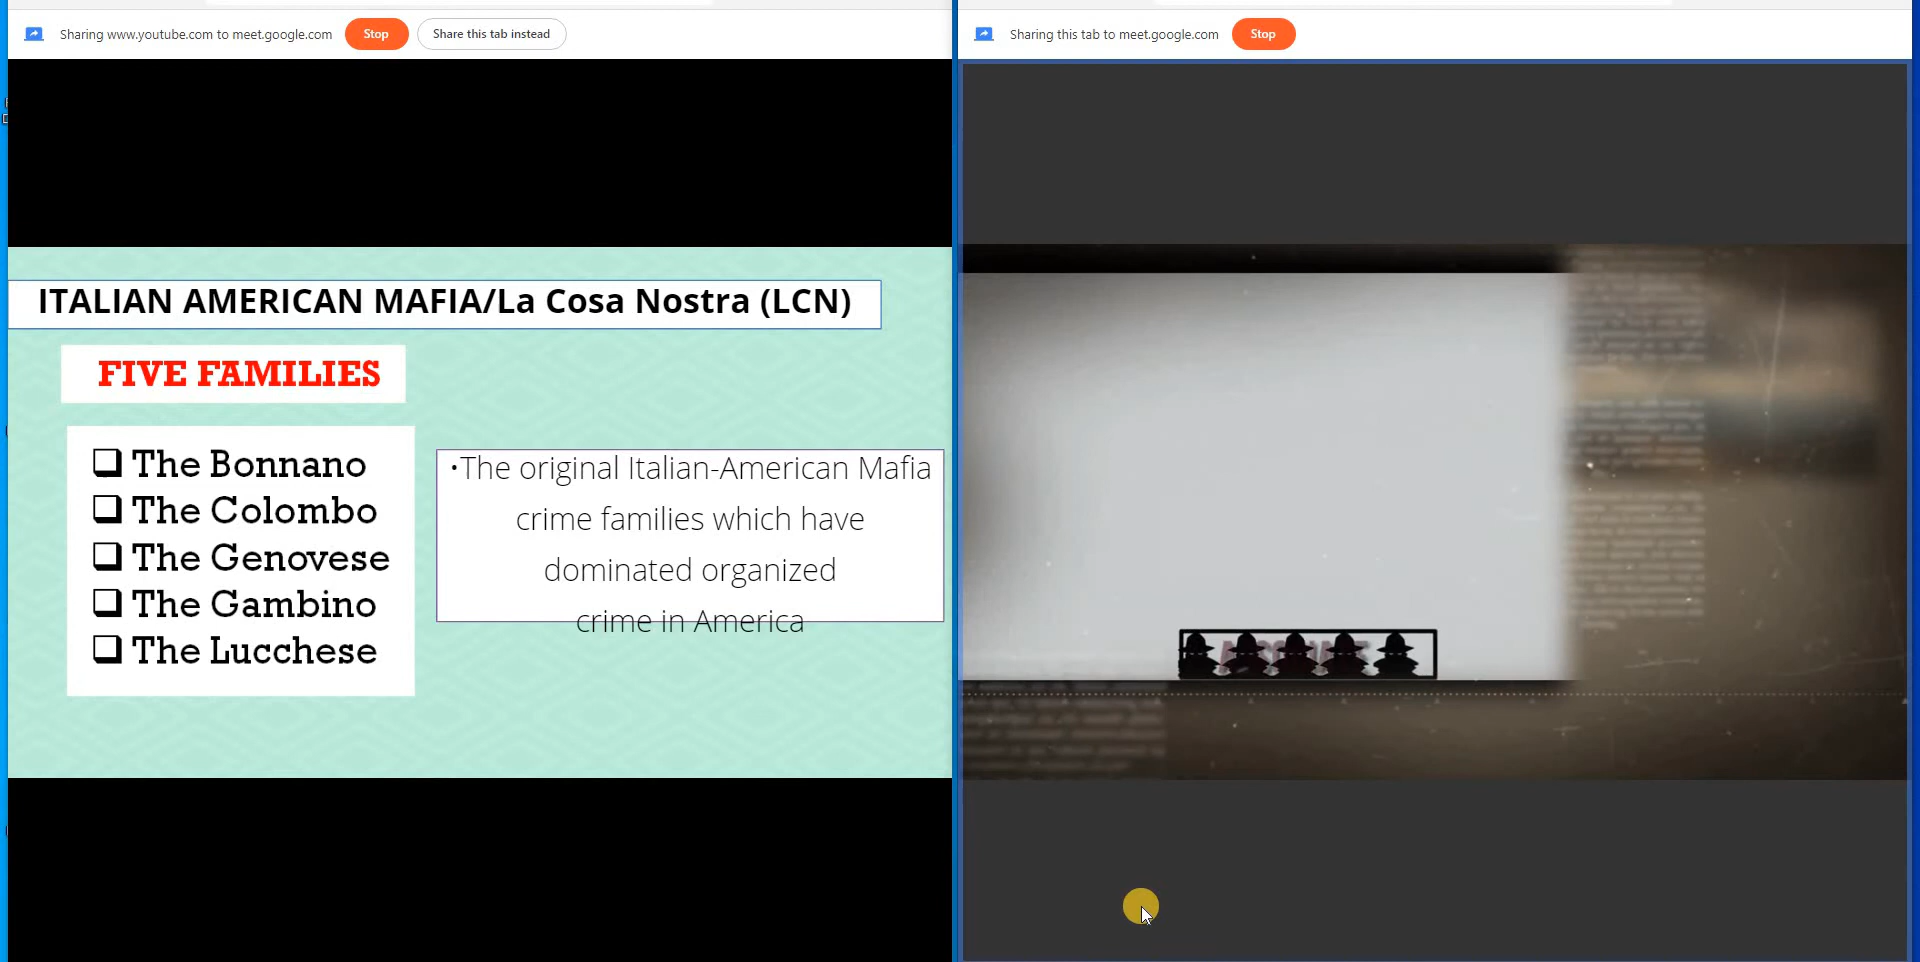 Sharing www.youtube.com to meet.google.com
Stop
Share this tab instead
ITALIAN AMERICAN MAFIA/La Cosa Nostra (LCN)
FIVE FAMILIES
❑ The Bonnano
❑ The Colombo
❑ The Genovese
❑ The Gambino
❑ The Lucchese
•The original Italian-American Mafia
crime families which have
dominated organized
crime in America
Sharing this tab to meet.google.com
Stop